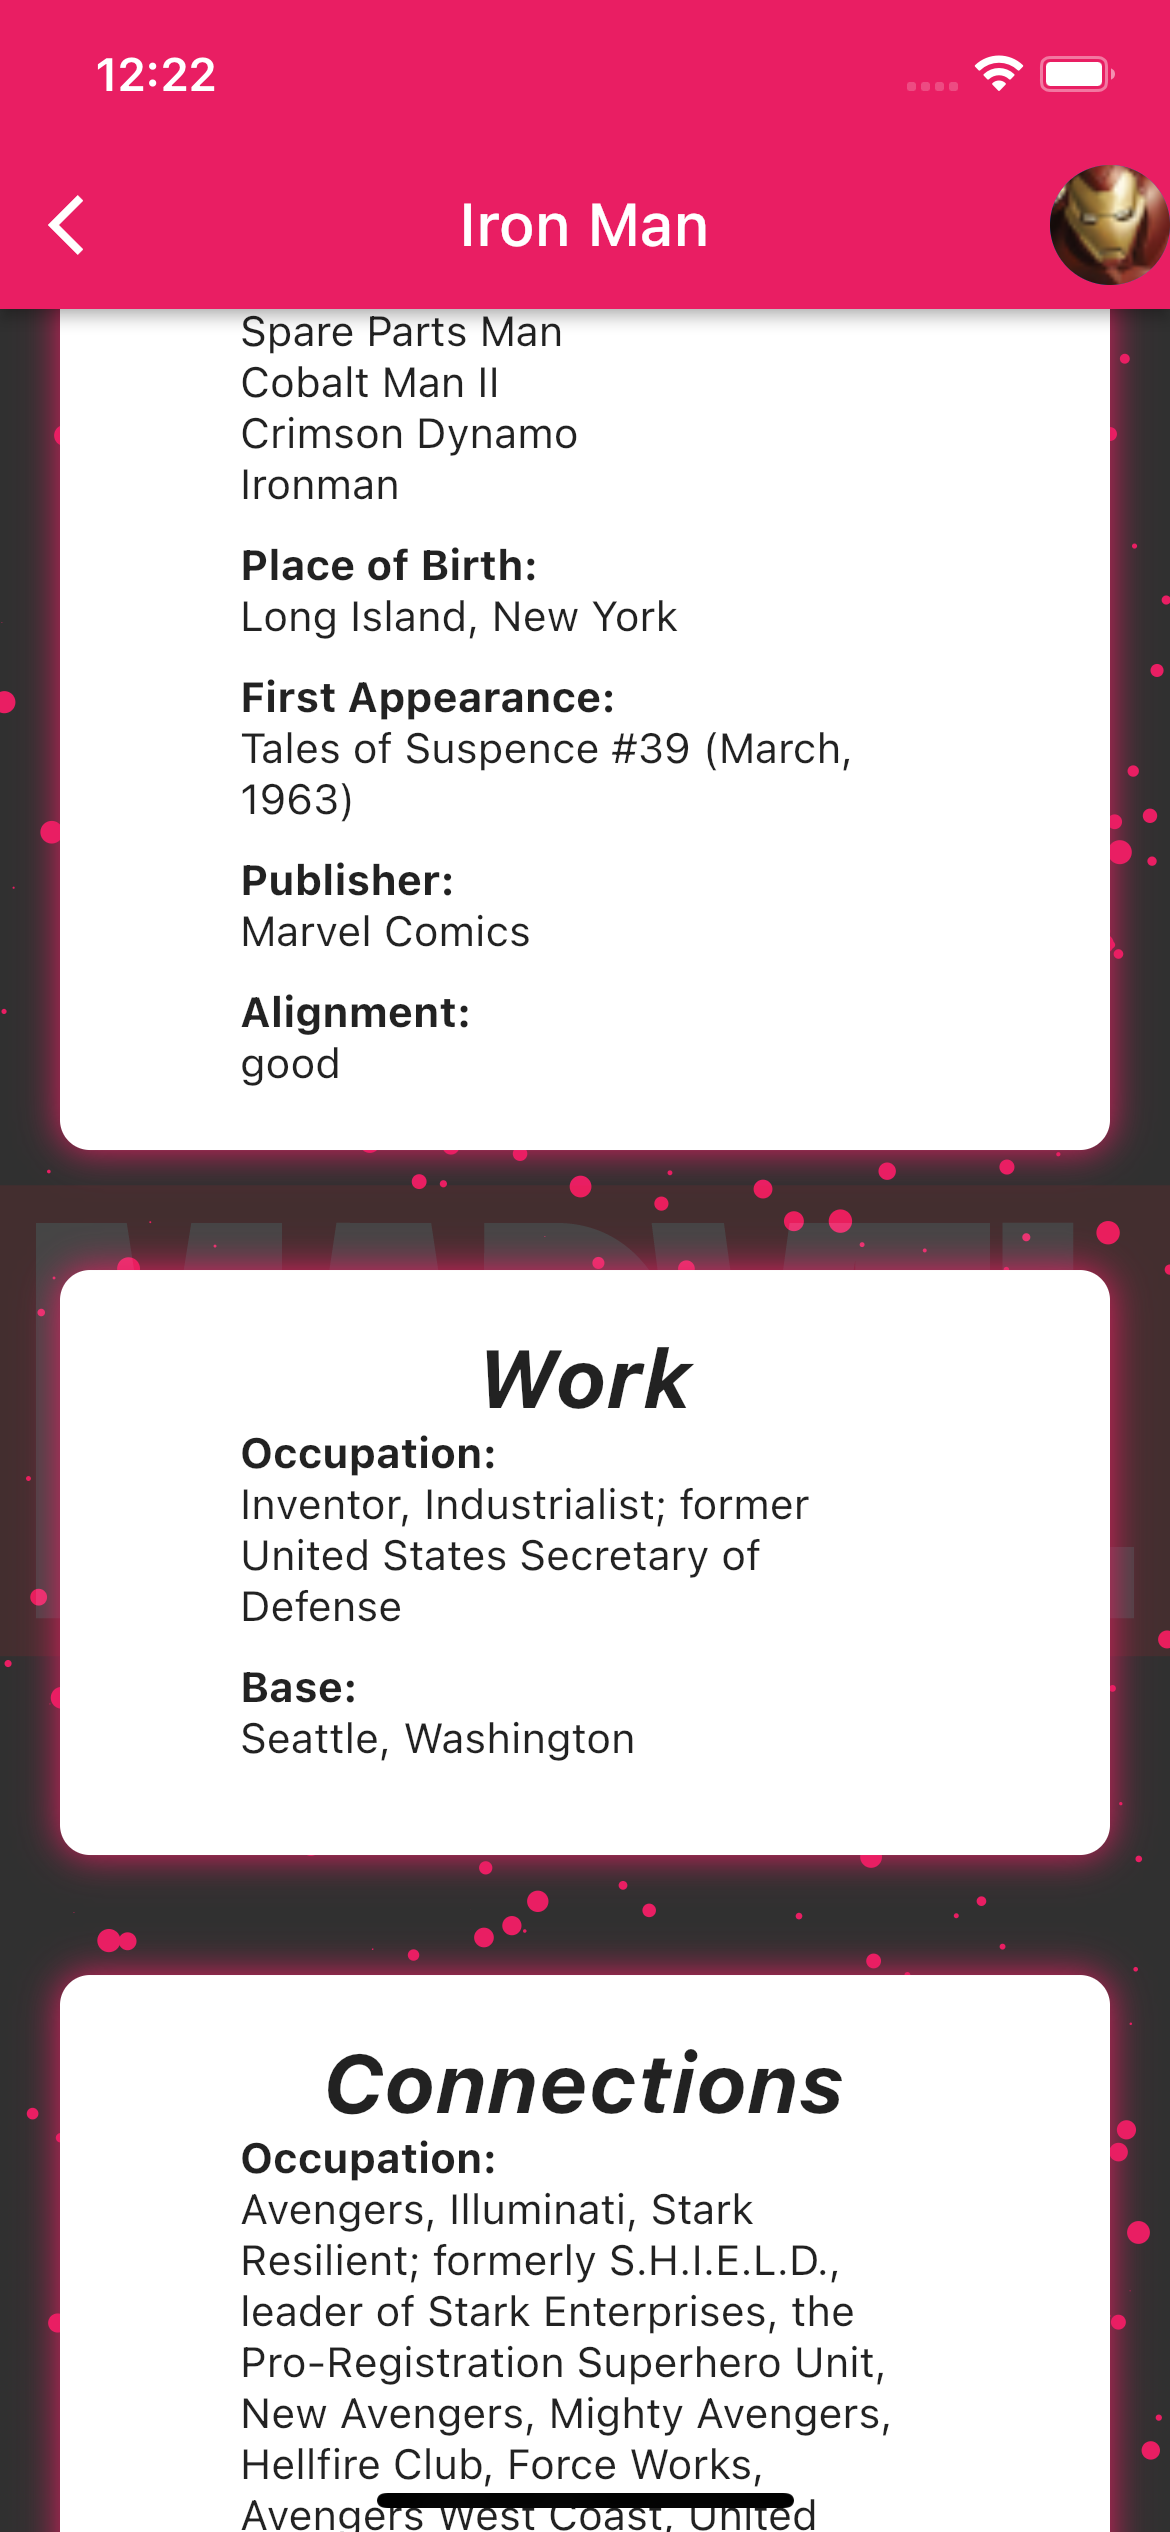 12:22
Iron Man
Spare Parts Man
Cobalt Man II
Crimson Dynamo
Ironman
Place of Birth:
Long Island, New York
First Appearance:
Tales of Suspence #39 (March,
1963)
Publisher:
Marvel Comics
Alignment:
good
Work
Occupation:
Inventor, Industrialist; former
United States Secretary of
Defense
Base:
Seattle, Washington
Connections
Occupation:
Avengers, Illuminati, Stark
Resilient; formerly S.H.I.E.L.D.,
leader of Stark Enterprises, the
Pro-Registration Superhero Unit,
New Avengers, Mighty Avengers,
Hellfire Club, Force Works,
Avengers West Coast, United